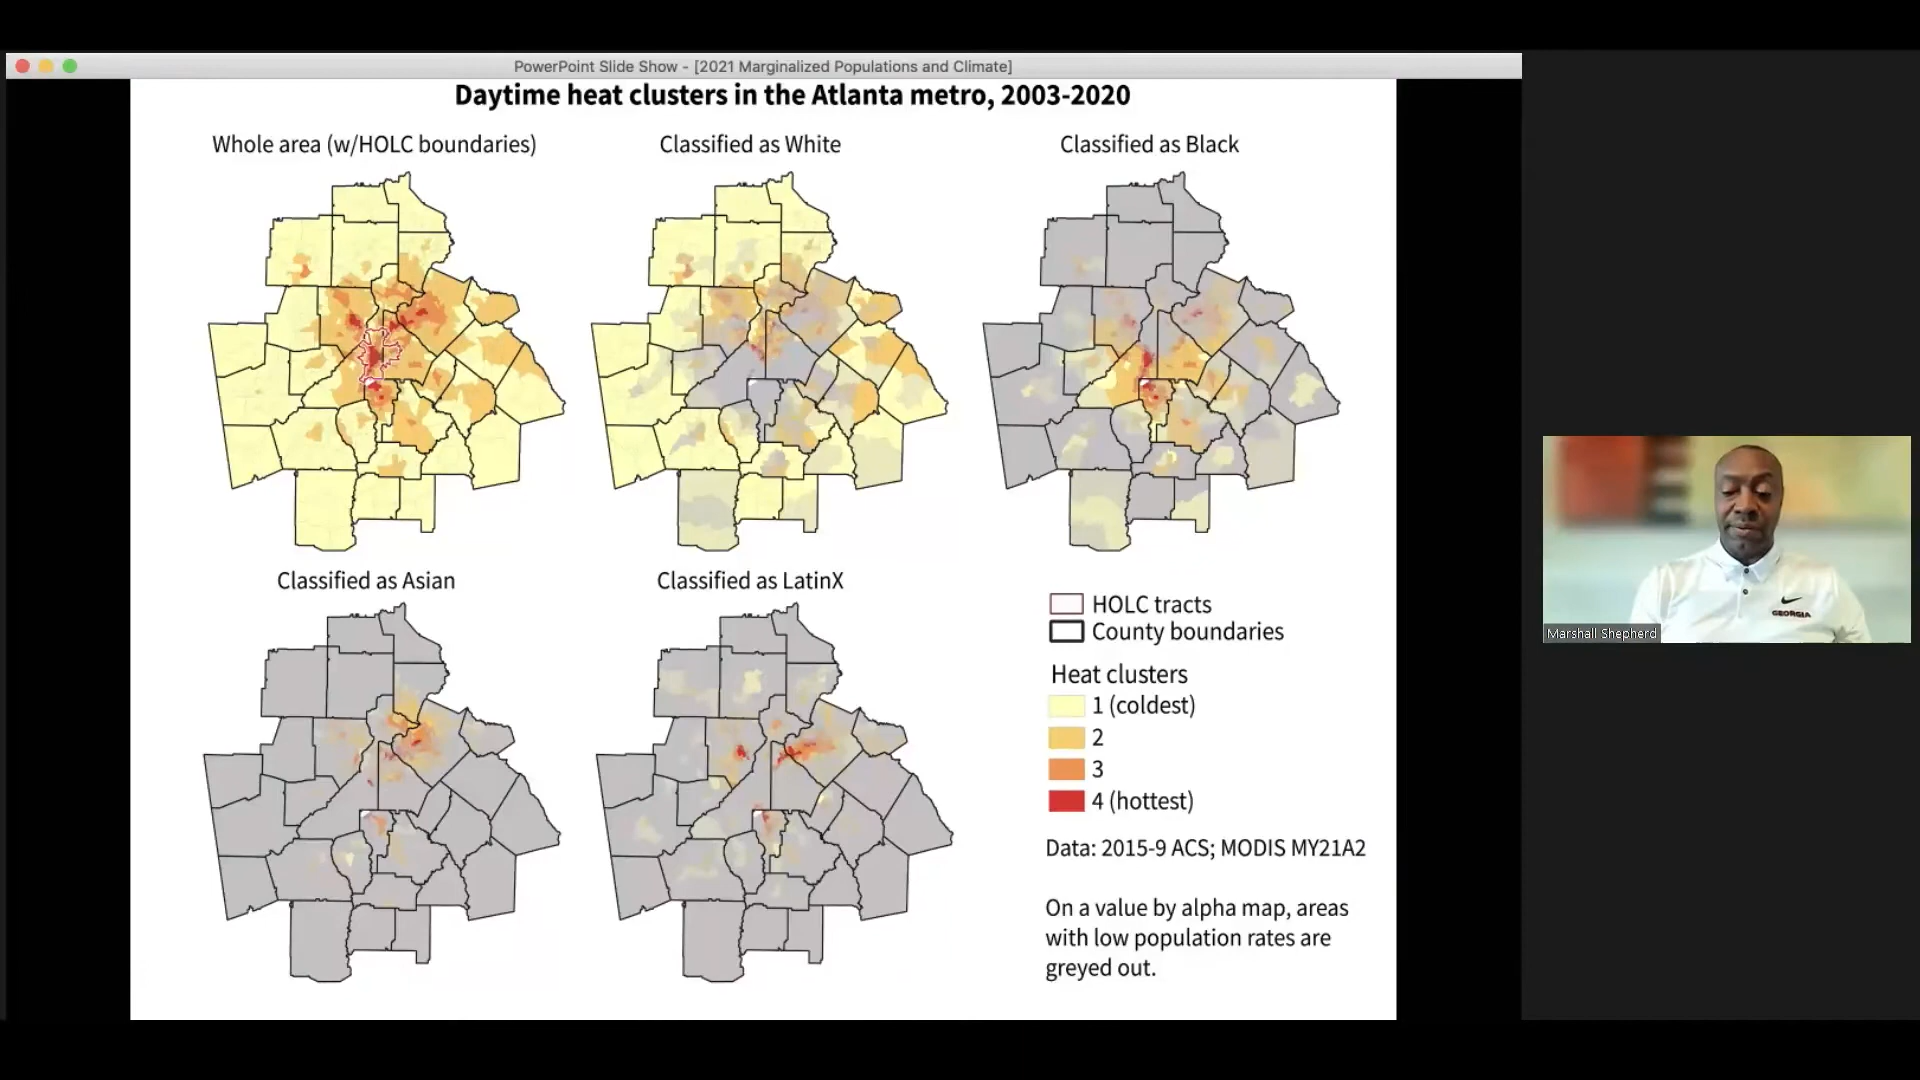 PowerPoint Slide Show - [2021 Marginalized Populations and Climate]
Daytime heat clusters in the Atlanta metro, 2003-2020
Whole area (w/HOLC boundaries)
Classified as White
Classified as Black
Classified as Asian
Classified as LatinX
HOLC tracts
County boundaries
Heat clusters
1 (coldest)
2
3
4 (hottest)
Data: 2015-9 ACS; MODIS MY21A2
On a value by alpha map, areas
with low population rates are
greyed out.
GEORGIA
Marshall Shepherd